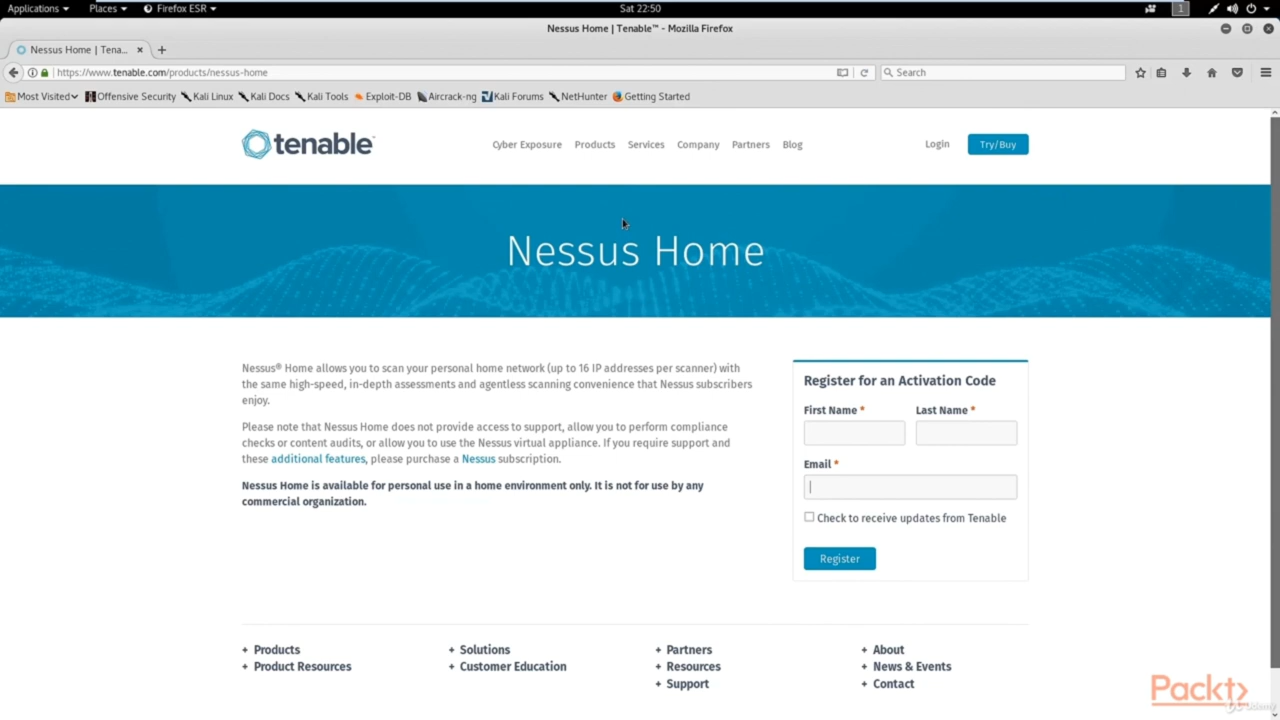 Applications Places Firefox ESR Sat 22:50 1
Nessus Home | Tenable™ - Mozilla Firefox
Nessus Home | Tena... × +
https://www.tenable.com/products/nessus-home Search
Most Visited Offensive Security Kali Linux Kali Docs Kali Tools Exploit-DB Aircrack-ng Kali Forums NetHunter Getting Started
tenable™ Cyber Exposure Products Services Company Partners Blog Login Try/Buy
Nessus Home
Nessus® Home allows you to scan your personal home network (up to 16 IP addresses per scanner) with
the same high-speed, in-depth assessments and agentless scanning convenience that Nessus subscribers
enjoy.
Please note that Nessus Home does not provide access to support, allow you to perform compliance
checks or content audits, or allow you to use the Nessus virtual appliance. If you require support and
these additional features, please purchase a Nessus subscription.
Nessus Home is available for personal use in a home environment only. It is not for use by any
commercial organization.
Register for an Activation Code
First Name * Last Name *
Email *
Check to receive updates from Tenable
Register
+ Products + Solutions + Partners + About
+ Product Resources + Customer Education + Resources + News & Events
+ Support + Contact
Packt>
Udemy